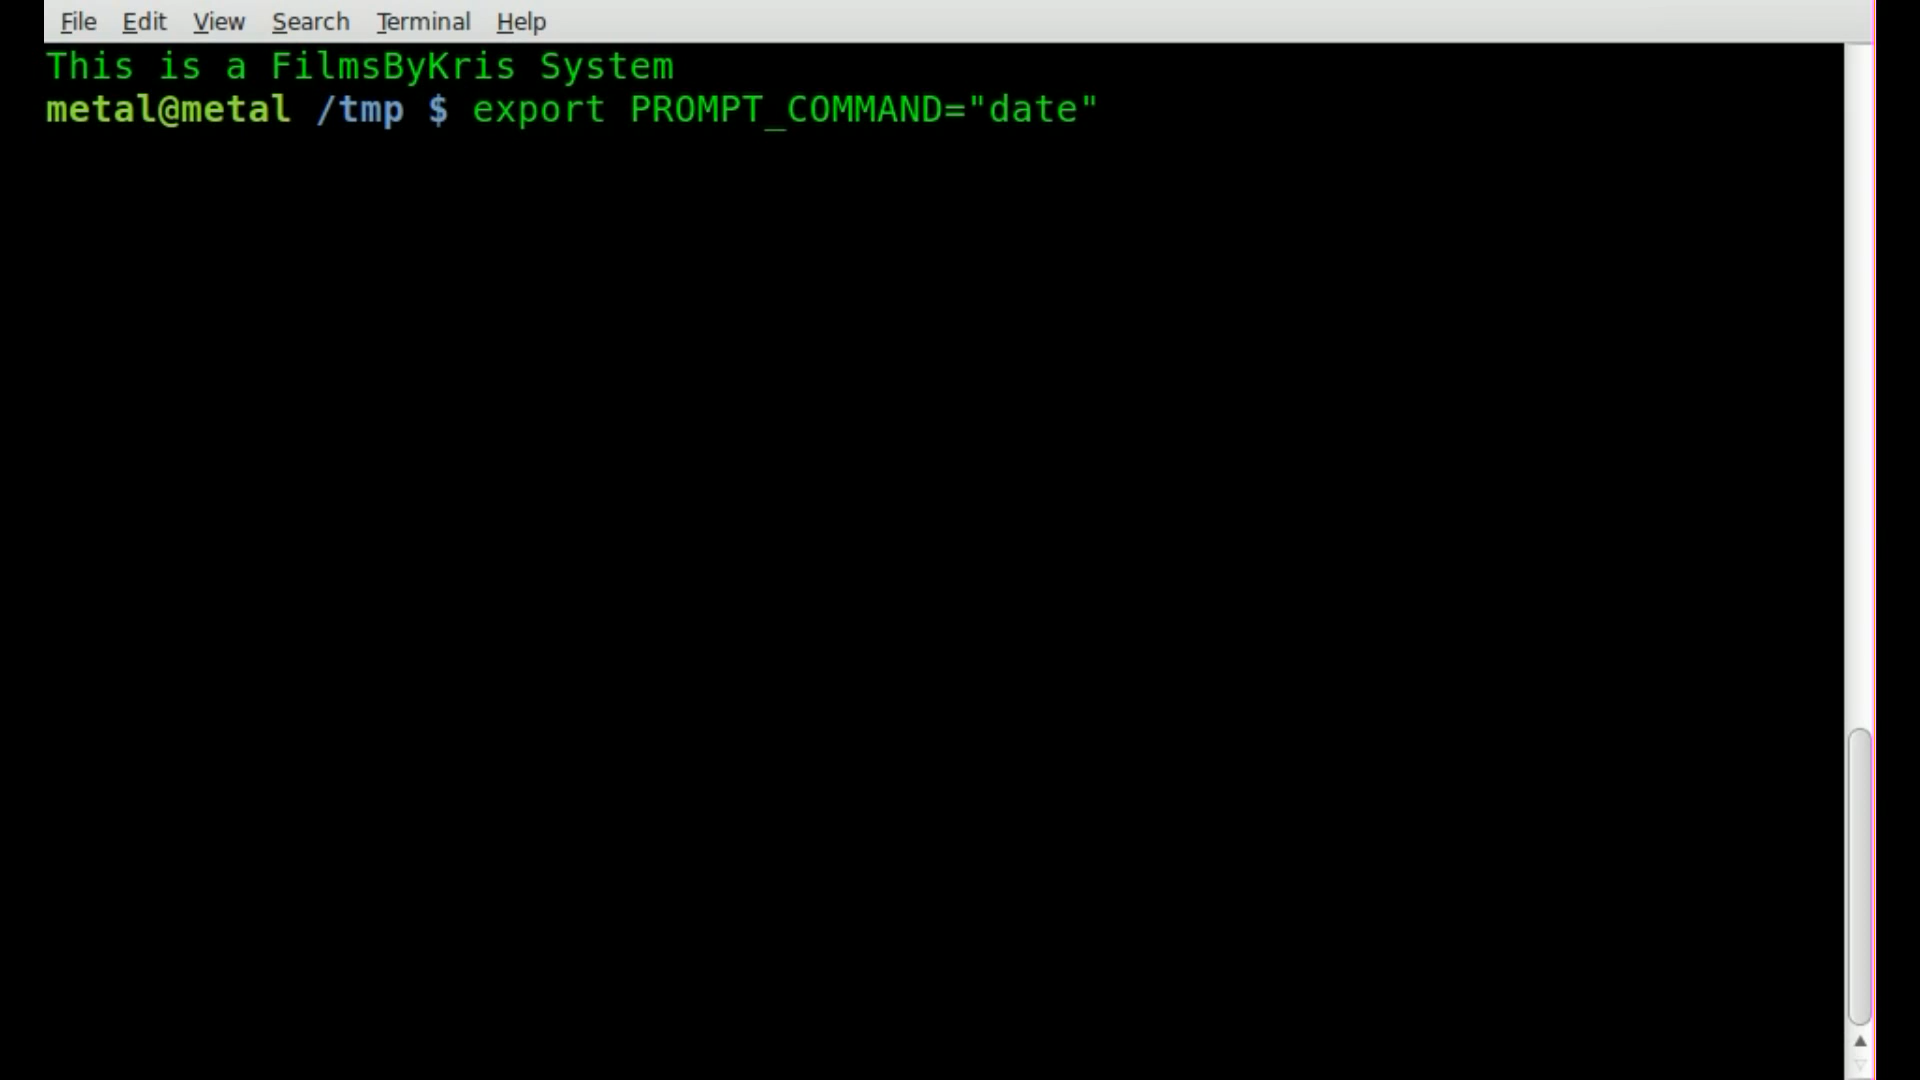 File Edit View Search Terminal Help
This is a FilmsByKris System
metal@metal /tmp $ export PROMPT_COMMAND="date"